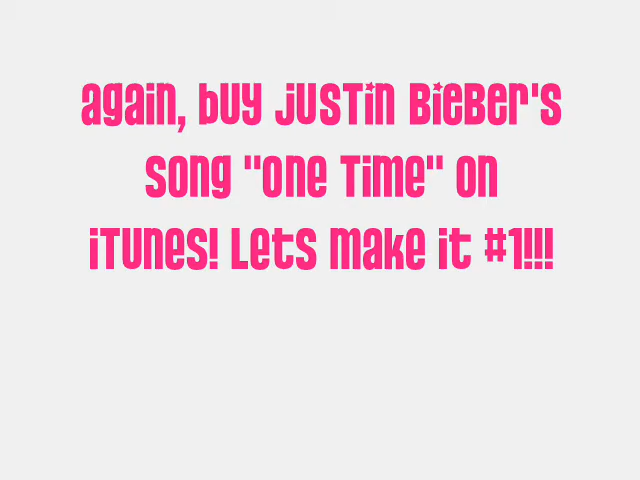 again, buy Justin Bieber's
song "One Time" on
iTunes! Lets make it #1!!!